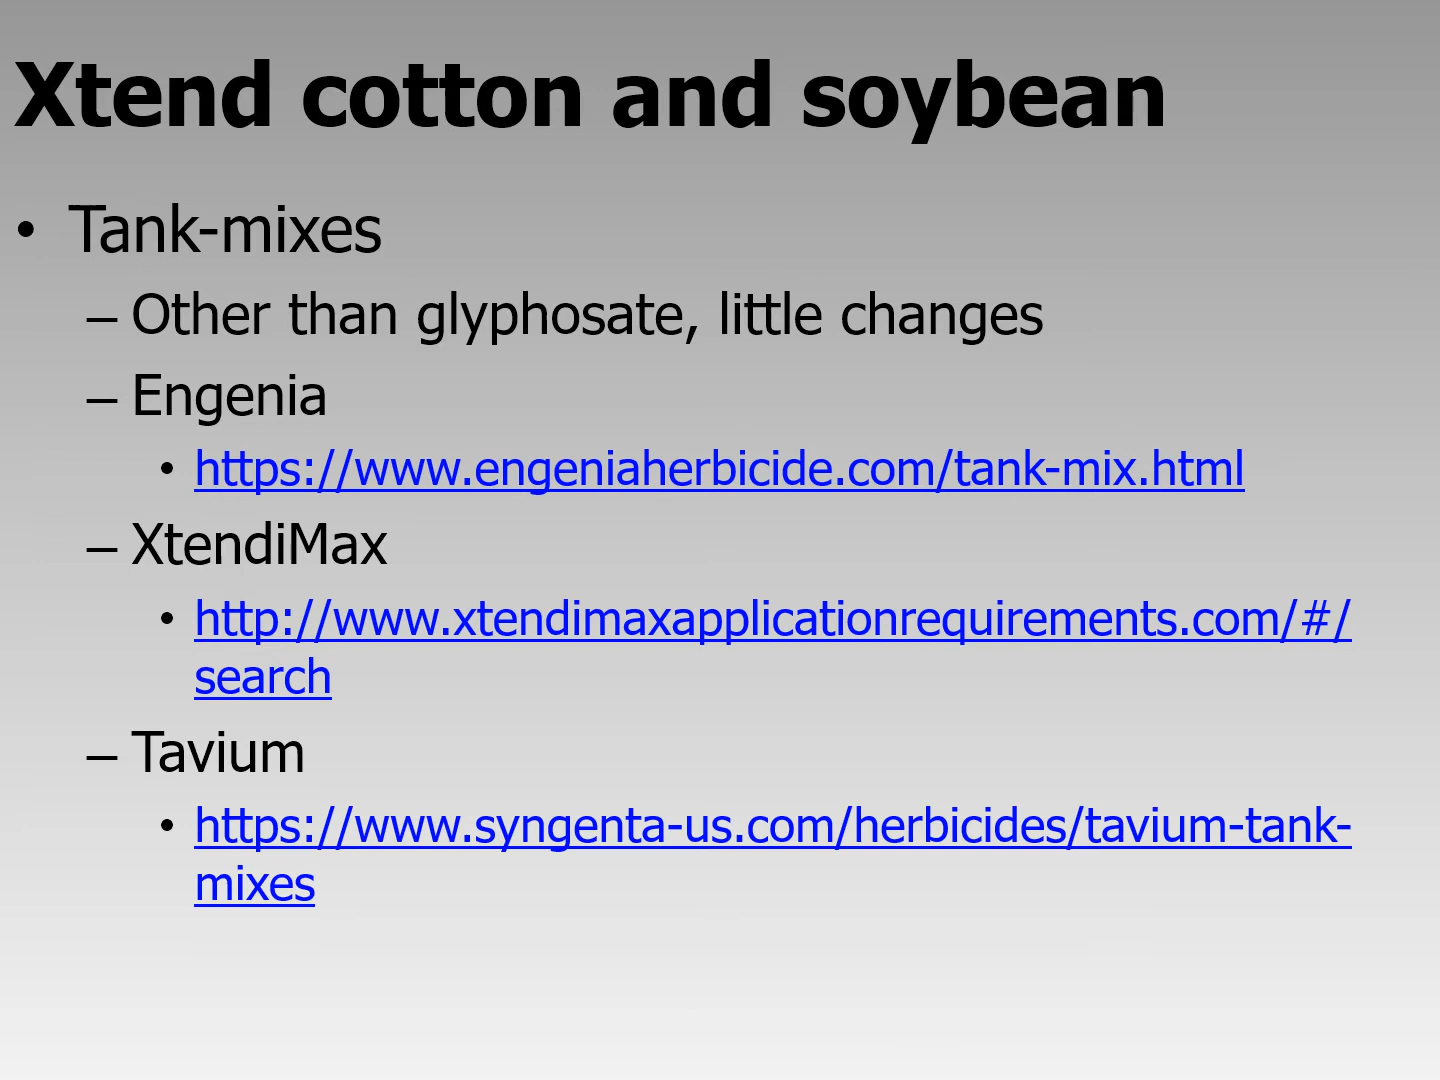 Xtend cotton and soybean
• Tank-mixes
– Other than glyphosate, little changes
– Engenia
• https://www.engeniaherbicide.com/tank-mix.html
– XtendiMax
• http://www.xtendimaxapplicationrequirements.com/#/
search
– Tavium
• https://www.syngenta-us.com/herbicides/tavium-tank-
mixes